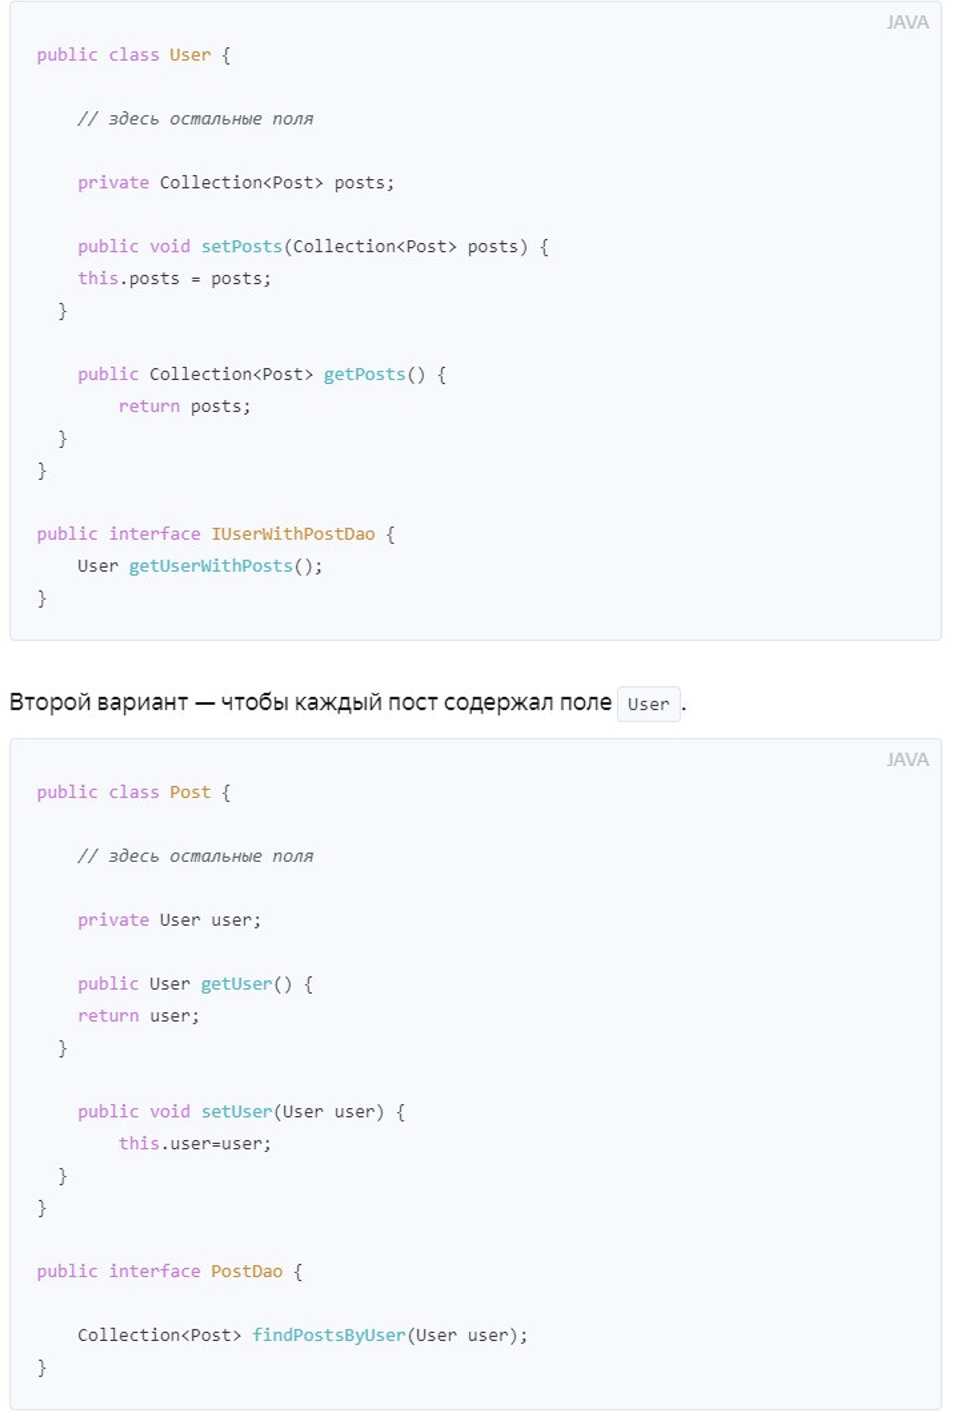 JAVA
public class User {
// здесь остальные поля
private Collection<Post> posts;
public void setPosts(Collection<Post> posts) {
this.posts = posts;
}
public Collection<Post> getPosts() {
return posts;
}
}
public interface IUserWithPostDao {
User getUserWithPosts();
}
Второй вариант — чтобы каждый пост содержал поле User.
JAVA
public class Post {
// здесь остальные поля
private User user;
public User getUser() {
return user;
}
public void setUser(User user) {
this.user=user;
}
}
public interface PostDao {
Collection<Post> findPostsByUser(User user);
}